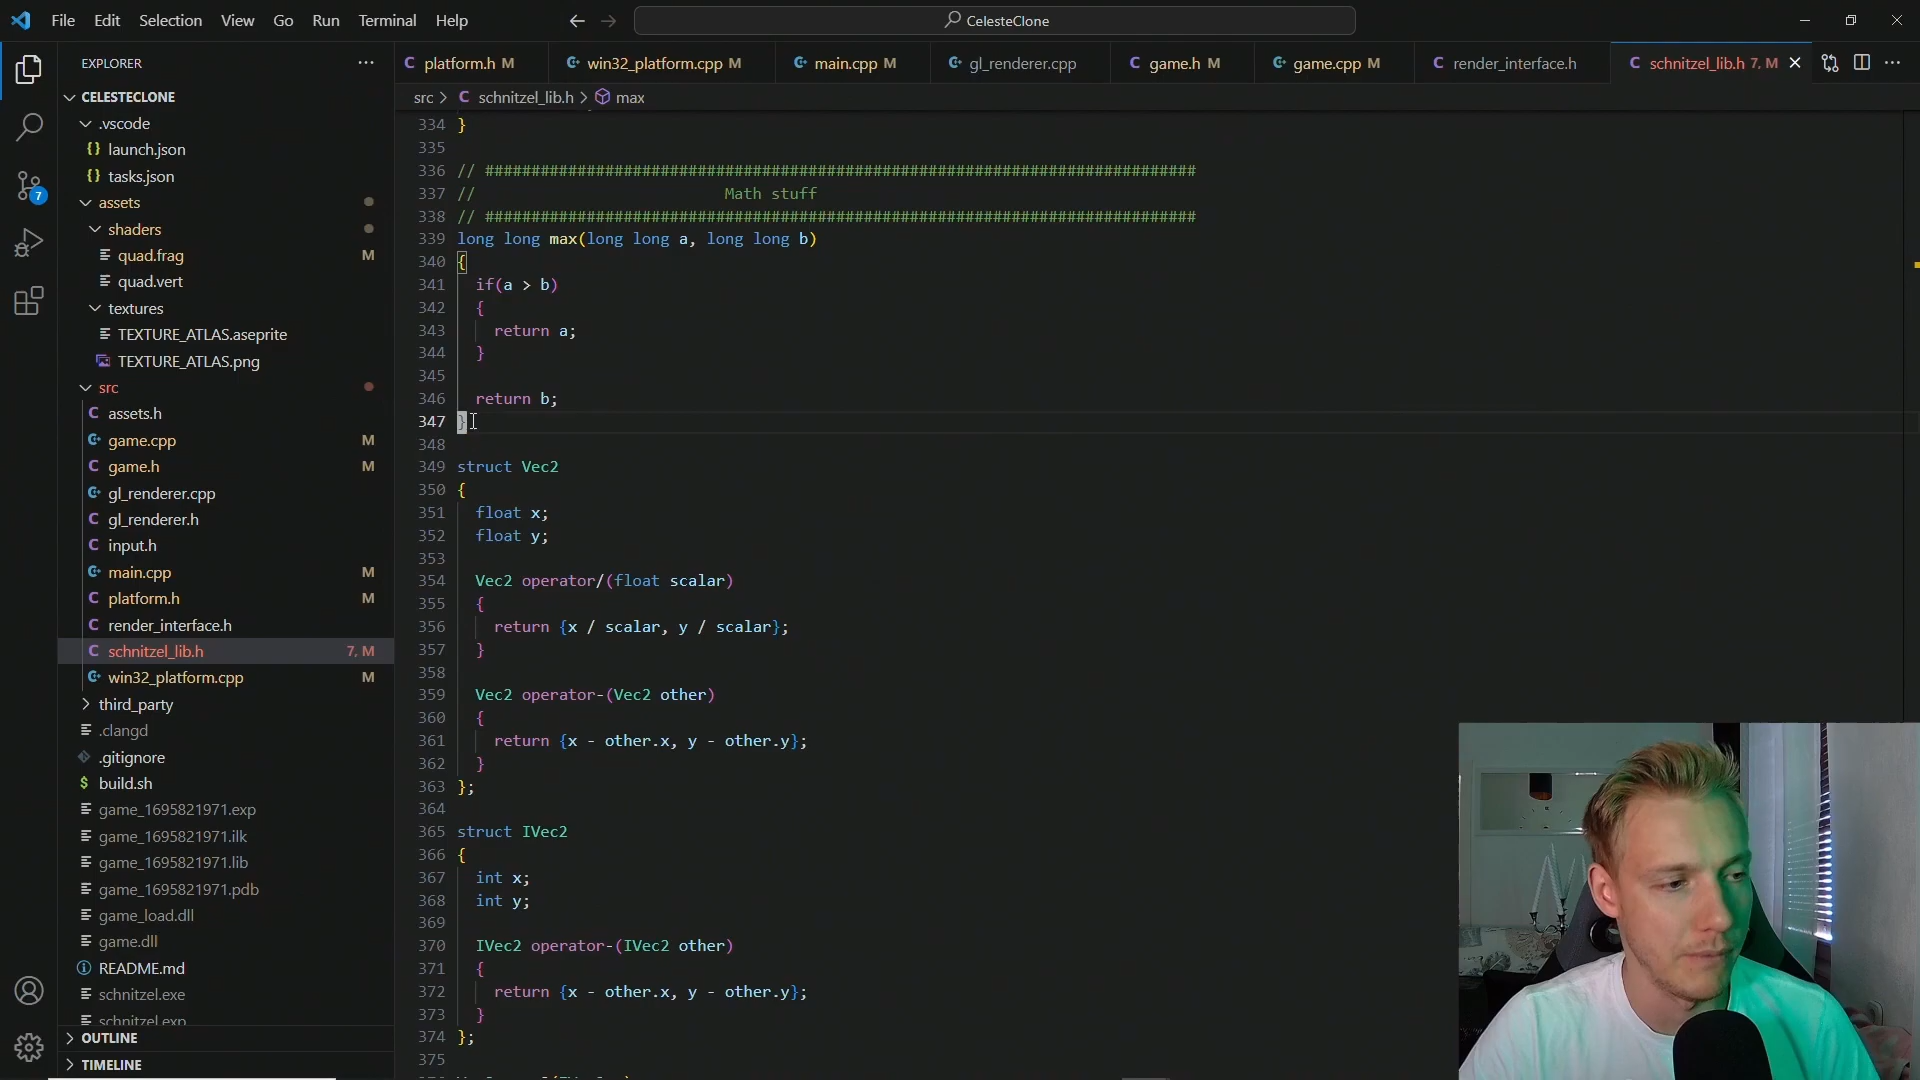 File Edit Selection View Go Run Terminal Help
CelesteClone
EXPLORER
platform.h M
win32_platform.cpp M
main.cpp M
gl_renderer.cpp
game.h M
game.cpp M
render_interface.h
schnitzel_lib.h 7, M
src > schnitzel_lib.h > max
CELESTECLONE
.vscode
launch.json
tasks.json
assets
shaders
quad.frag M
quad.vert
textures
TEXTURE_ATLAS.aseprite
TEXTURE_ATLAS.png
src
assets.h
game.cpp M
game.h M
gl_renderer.cpp
gl_renderer.h
input.h
main.cpp M
platform.h M
render_interface.h
schnitzel_lib.h 7, M
win32_platform.cpp M
third_party
.clangd
.gitignore
build.sh
game_1695821971.exp
game_1695821971.ilk
game_1695821971.lib
game_1695821971.pdb
game_load.dll
game.dll
README.md
schnitzel.exe
schnitzel.exp
OUTLINE
TIMELINE
7
334 }
335
336 // #############################################################################
337 // Math stuff
338 // #############################################################################
339 long long max(long long a, long long b)
340 {
341 if(a > b)
342 {
343 return a;
344 }
345
346 return b;
347 }
348
349 struct Vec2
350 {
351 float x;
352 float y;
353
354 Vec2 operator/(float scalar)
355 {
356 return {x / scalar, y / scalar};
357 }
358
359 Vec2 operator-(Vec2 other)
360 {
361 return {x - other.x, y - other.y};
362 }
363 };
364
365 struct IVec2
366 {
367 int x;
368 int y;
369
370 IVec2 operator-(IVec2 other)
371 {
372 return {x - other.x, y - other.y};
373 }
374 };
375